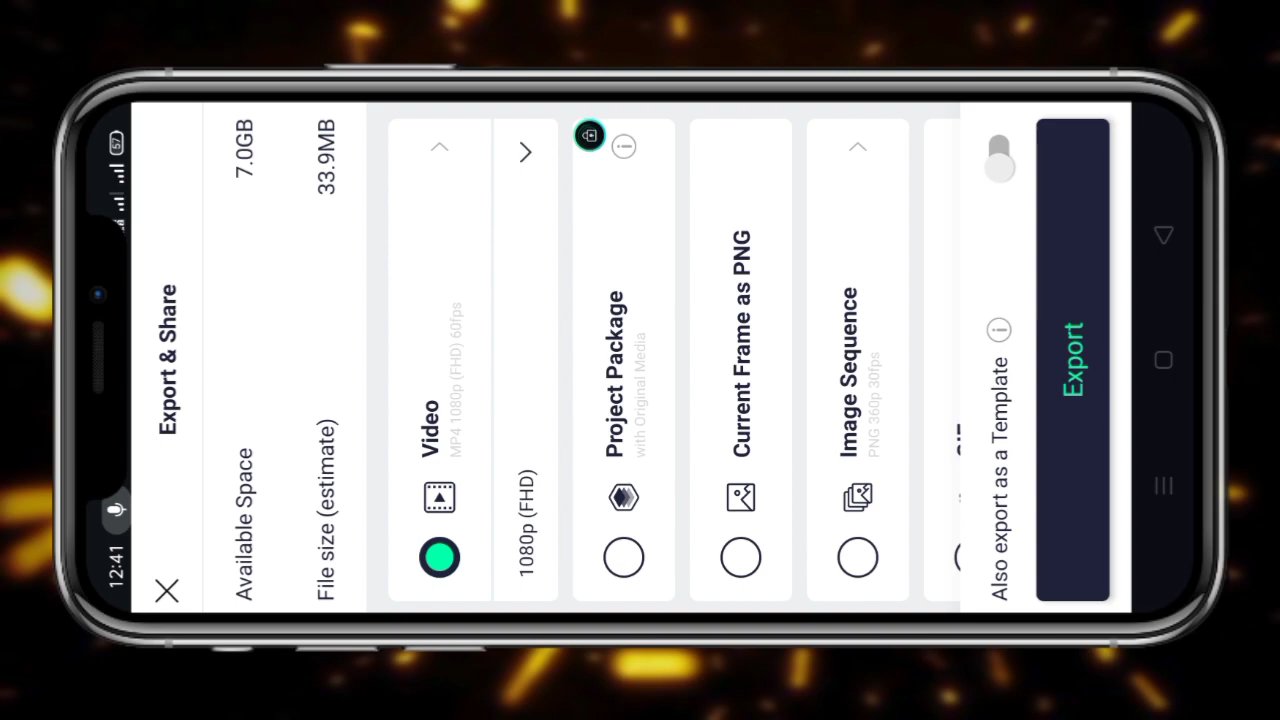 12:41
57
Export & Share
Available Space
7.0GB
File size (estimate)
33.9MB
Video
MP4 1080p (FHD) 60fps
1080p (FHD)
Project Package
with Original Media
Current Frame as PNG
Image Sequence
PNG 360p 30fps
Also export as a Template
Export